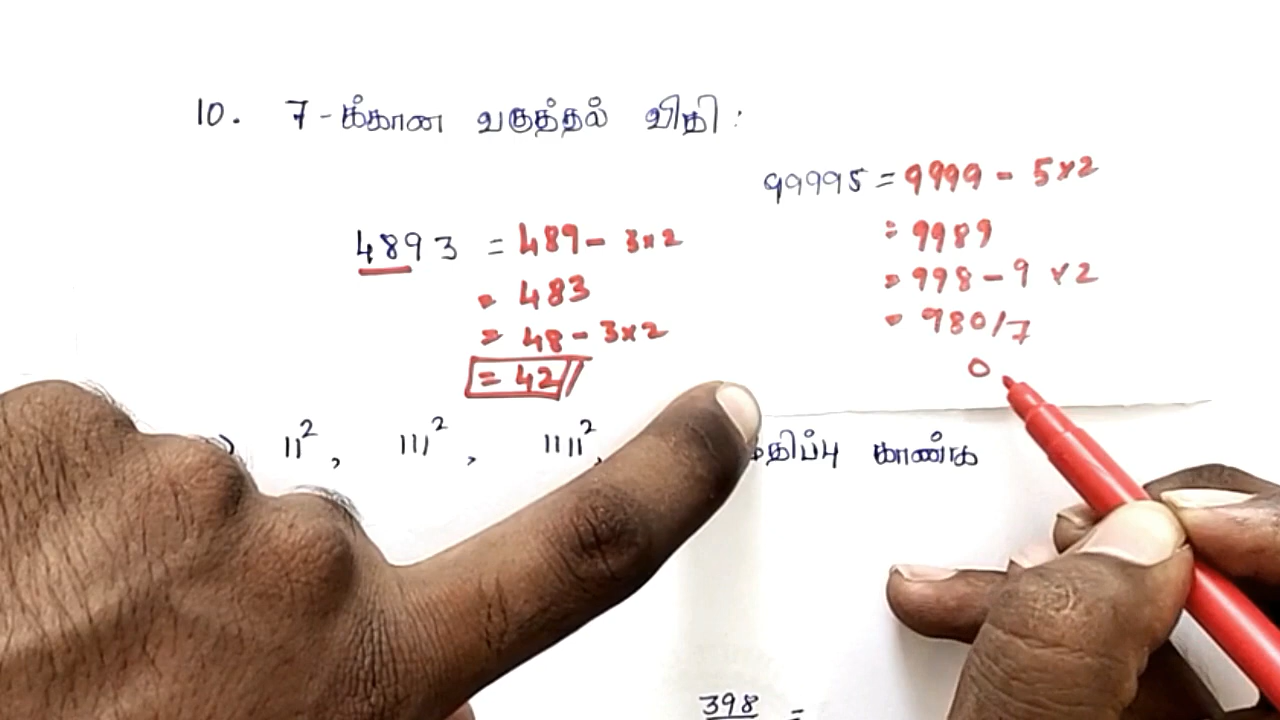 10. 7-க்கான வகுத்தல் விதி :
99995 = 9999 - 5×2
= 9989
= 998 - 9 ×2
= 980/7
0
4893 = 489 - 3×2
= 483
= 48 - 3×2
= 42//
11², 111², 1111², காண்க
398 =